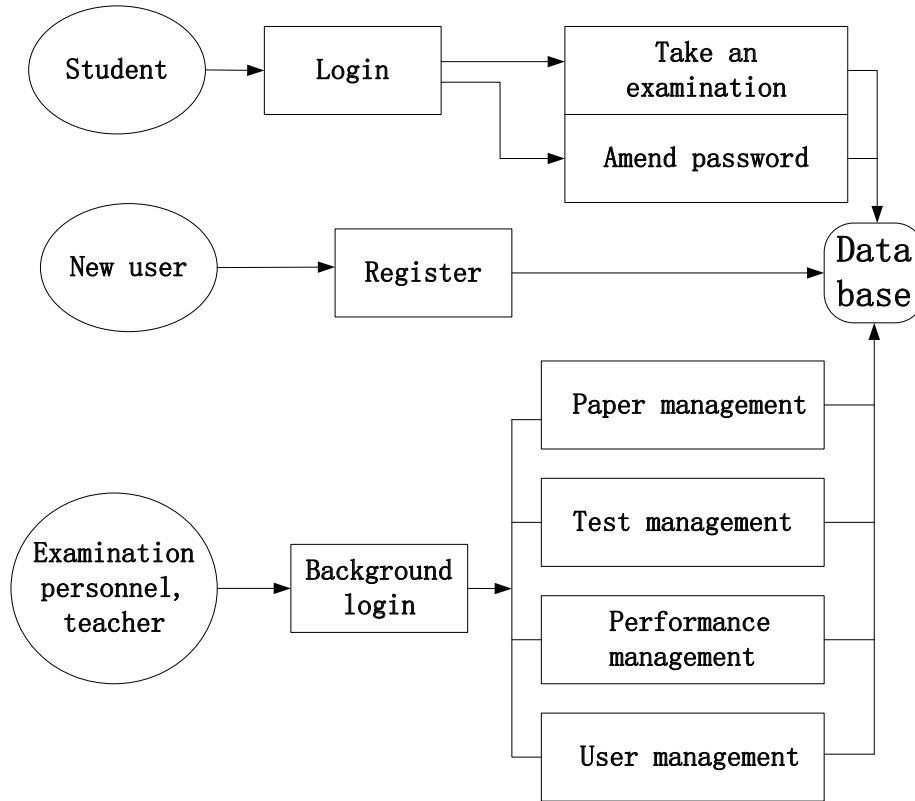 Student
Login
Take an
examination
Amend password
New user
Register
Data
base
Paper management
Test management
Examination
personnel,
teacher
Background
login
Performance
management
User management